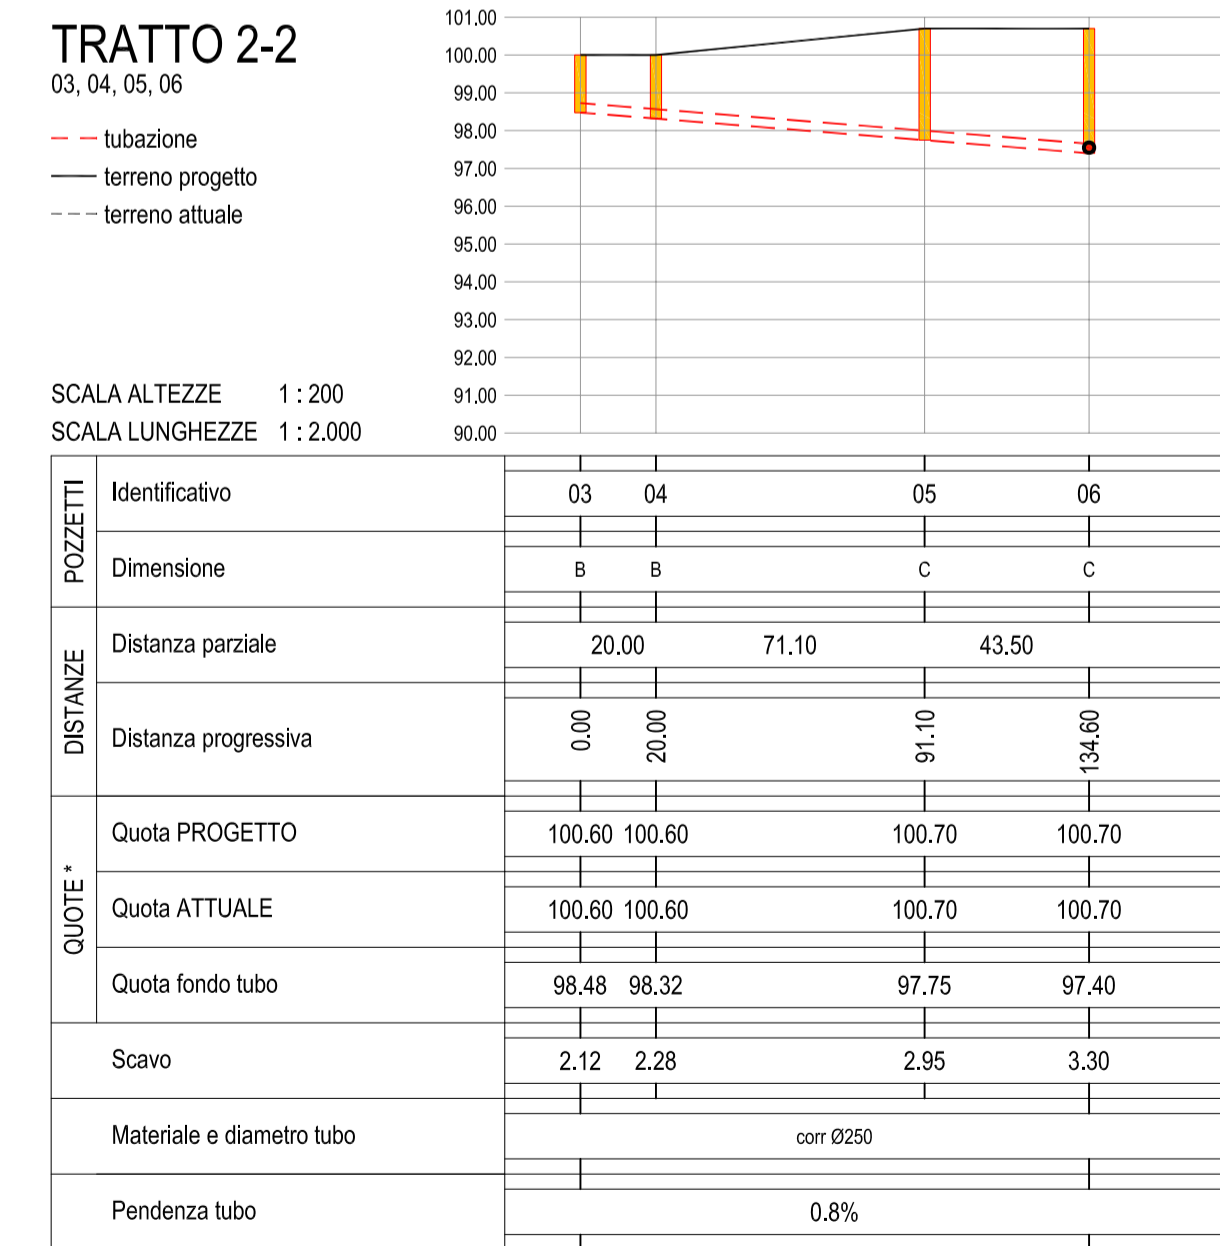 TRATTO 2-2
03, 04, 05, 06
tubazione
terreno progetto
terreno attuale
SCALA ALTEZZE 1 : 200
SCALA LUNGHEZZE 1 : 2.000
101.00
100.00
99.00
98.00
97.00
96.00
95.00
94.00
93.00
92.00
91.00
90.00
POZZETTI
Identificativo 03 04 05 06
Dimensione B B C C
DISTANZE
Distanza parziale 20.00 71.10 43.50
Distanza progressiva 0.00 20.00 91.10 134.60
QUOTE *
Quota PROGETTO 100.60 100.60 100.70 100.70
Quota ATTUALE 100.60 100.60 100.70 100.70
Quota fondo tubo 98.48 98.32 97.75 97.40
Scavo 2.12 2.28 2.95 3.30
Materiale e diametro tubo corr Ø250
Pendenza tubo 0.8%